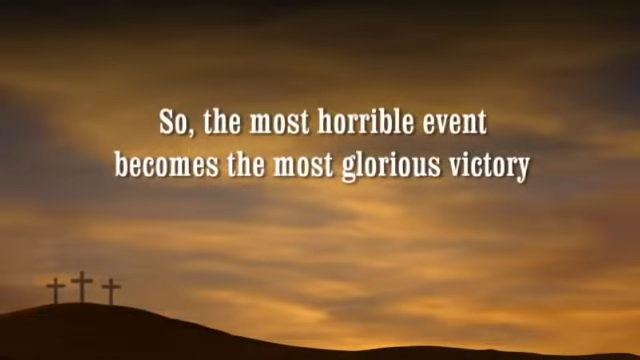 So, the most horrible event
becomes the most glorious victory